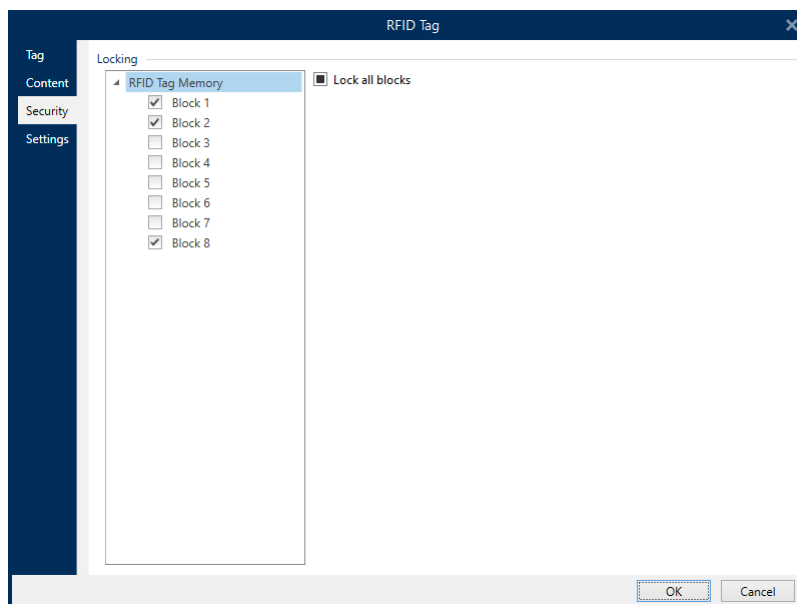 RFID Tag
Tag
Content
Security
Settings
Locking
RFID Tag Memory
Block 1
Block 2
Block 3
Block 4
Block 5
Block 6
Block 7
Block 8
Lock all blocks
OK
Cancel